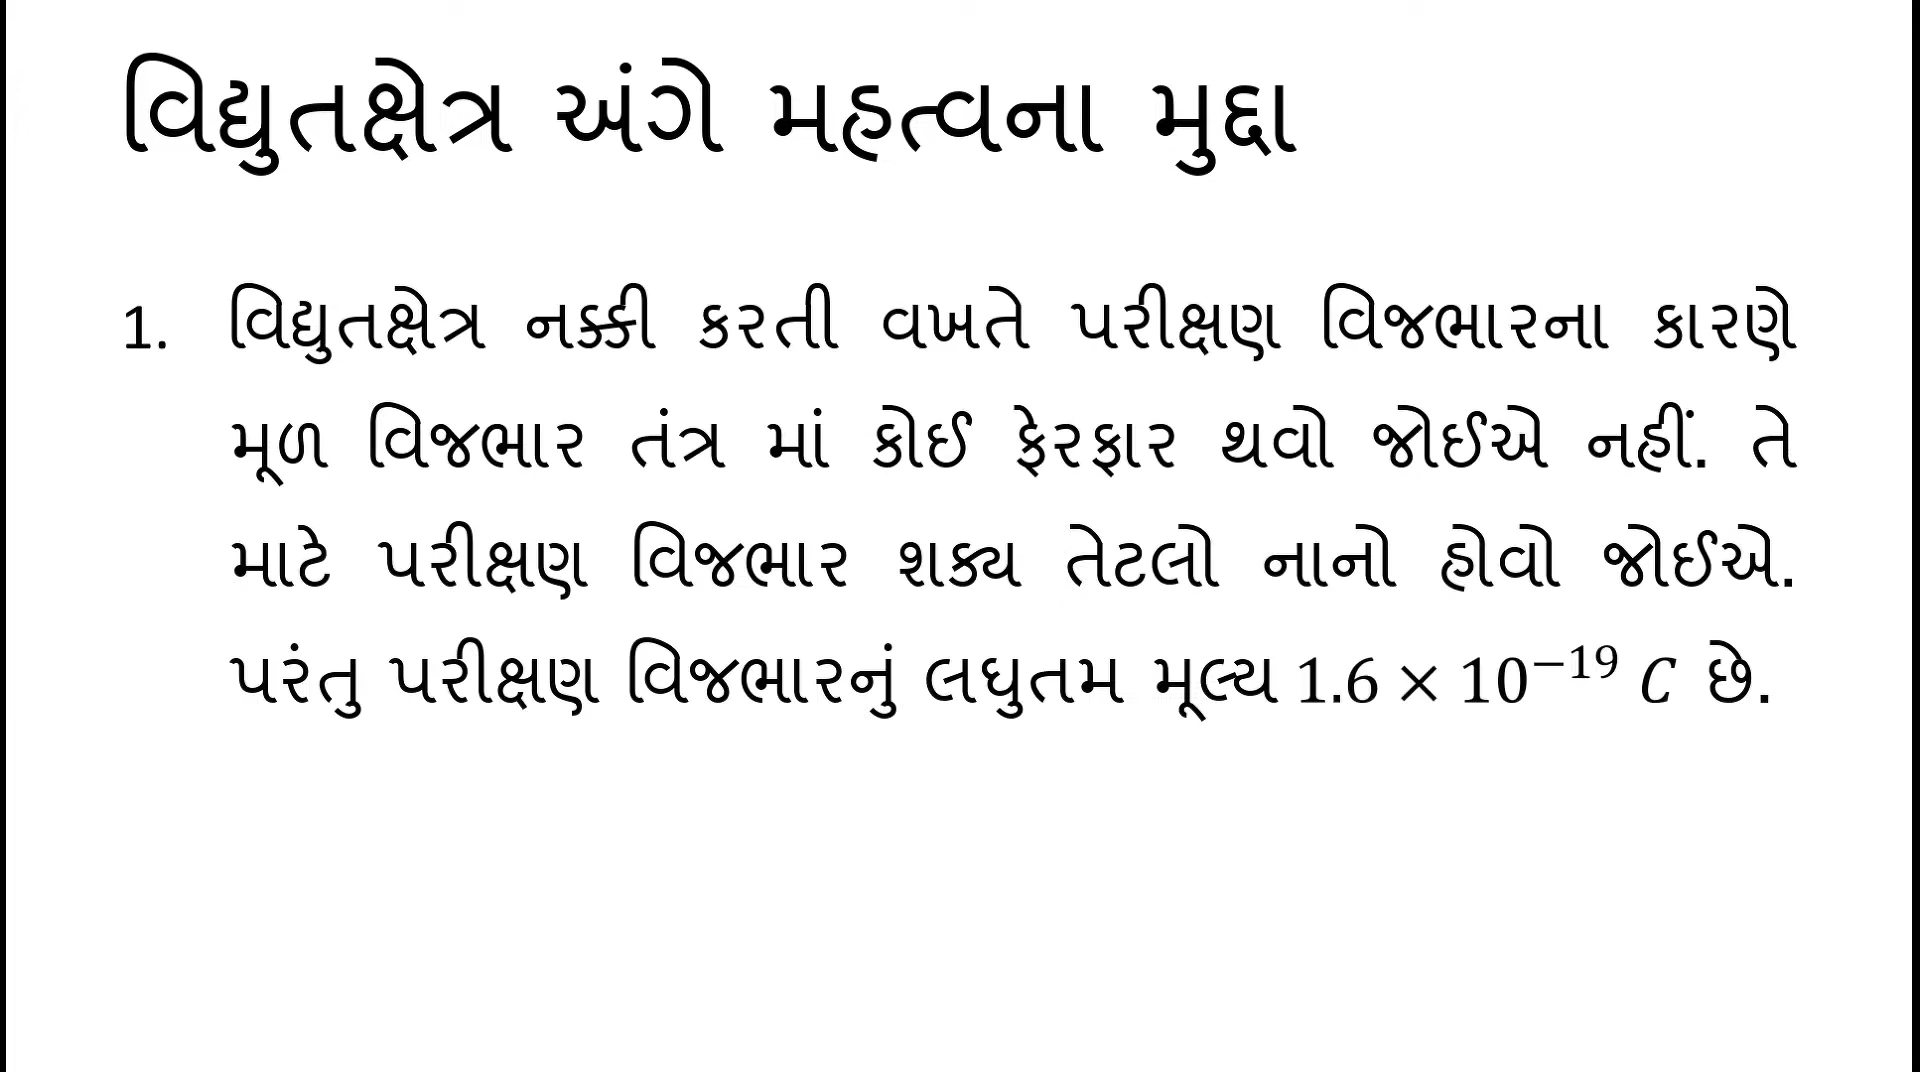 વિદ્યુતક્ષેત્ર અંગે મહત્વના મુદ્દા
1. વિદ્યુતક્ષેત્ર નક્કી કરતી વખતે પરીક્ષણ વિજભારના કારણે
મૂળ વિજભાર તંત્ર માં કોઈ ફેરફાર થવો જોઈએ નહીં. તે
માટે પરીક્ષણ વિજભાર શક્ય તેટલો નાનો હોવો જોઈએ.
પરંતુ પરીક્ષણ વિજભારનું લઘુતમ મૂલ્ય 1.6 × 10⁻¹⁹ C છે.